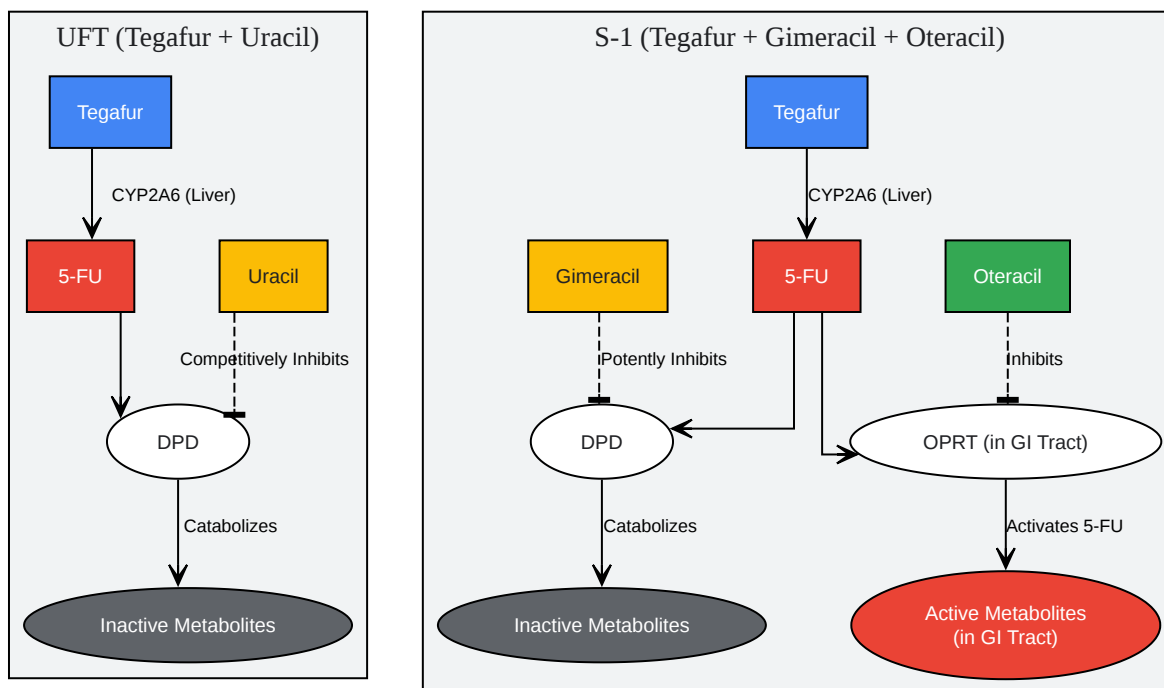 UFT (Tegafur + Uracil)
Tegafur
CYP2A6 (Liver)
5-FU
Uracil
Competitively Inhibits
DPD
Catabolizes
Inactive Metabolites
S-1 (Tegafur + Gimeracil + Oteracil)
Tegafur
CYP2A6 (Liver)
Gimeracil
5-FU
Oteracil
Potently Inhibits
Inhibits
DPD
OPRT (in GI Tract)
Catabolizes
Activates 5-FU
Inactive Metabolites
Active Metabolites
(in GI Tract)